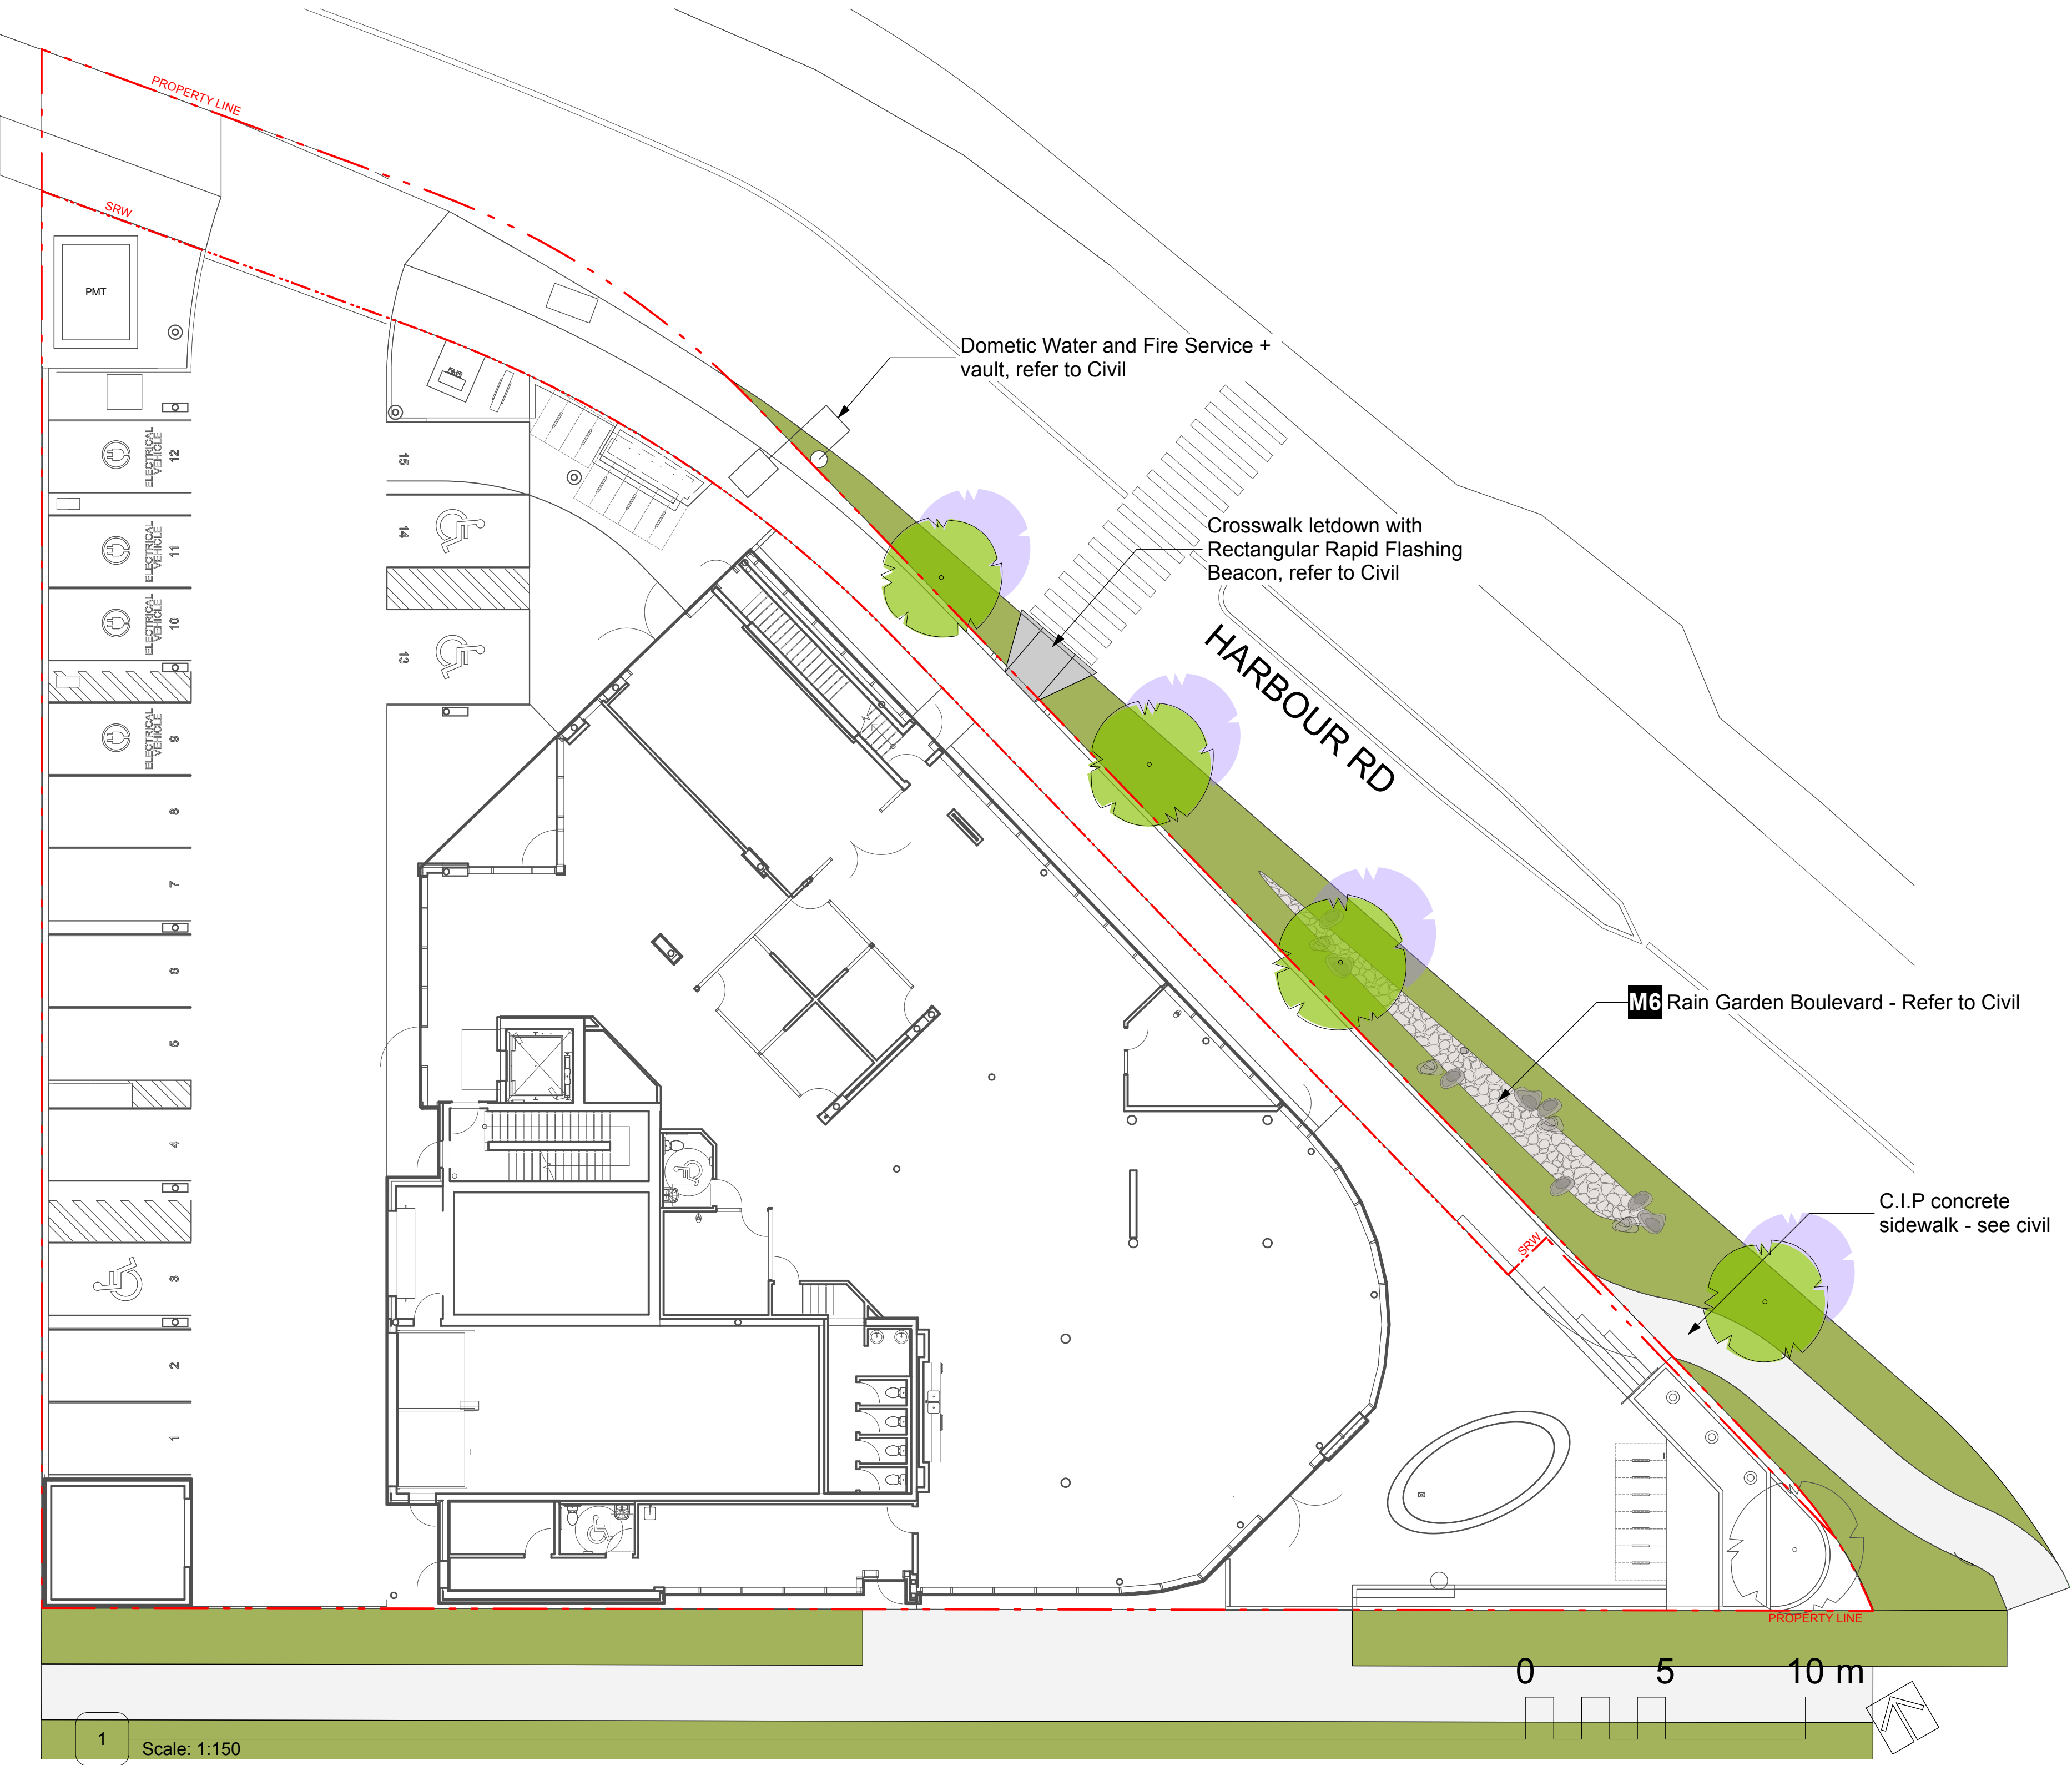 PROPERTY LINE
SRW
PMT
Dometic Water and Fire Service +
vault, refer to Civil
ELECTRICAL
VEHICLE
12
15
Crosswalk letdown with
Rectangular Rapid Flashing
Beacon, refer to Civil
ELECTRICAL
VEHICLE
11
14
ELECTRICAL
VEHICLE
10
13
HARBOUR RD
ELECTRICAL
VEHICLE
9
8
7
6
M6 Rain Garden Boulevard - Refer to Civil
5
4
C.I.P concrete
sidewalk - see civil
SRW
3
2
1
PROPERTY LINE
0 5 10 m
1
Scale: 1:150